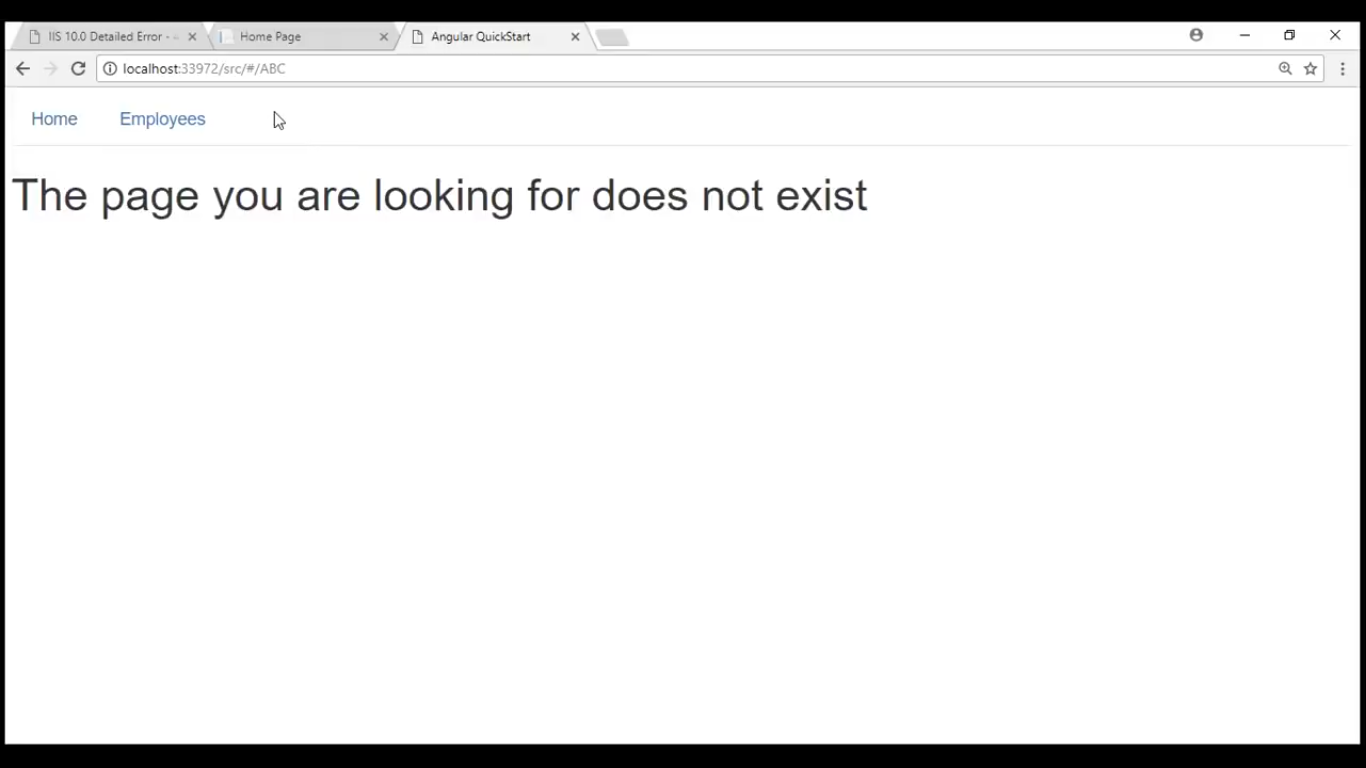 IIS 10.0 Detailed Error - Home Page Angular QuickStart
localhost:33972/src/#/ABC
Home Employees
The page you are looking for does not exist